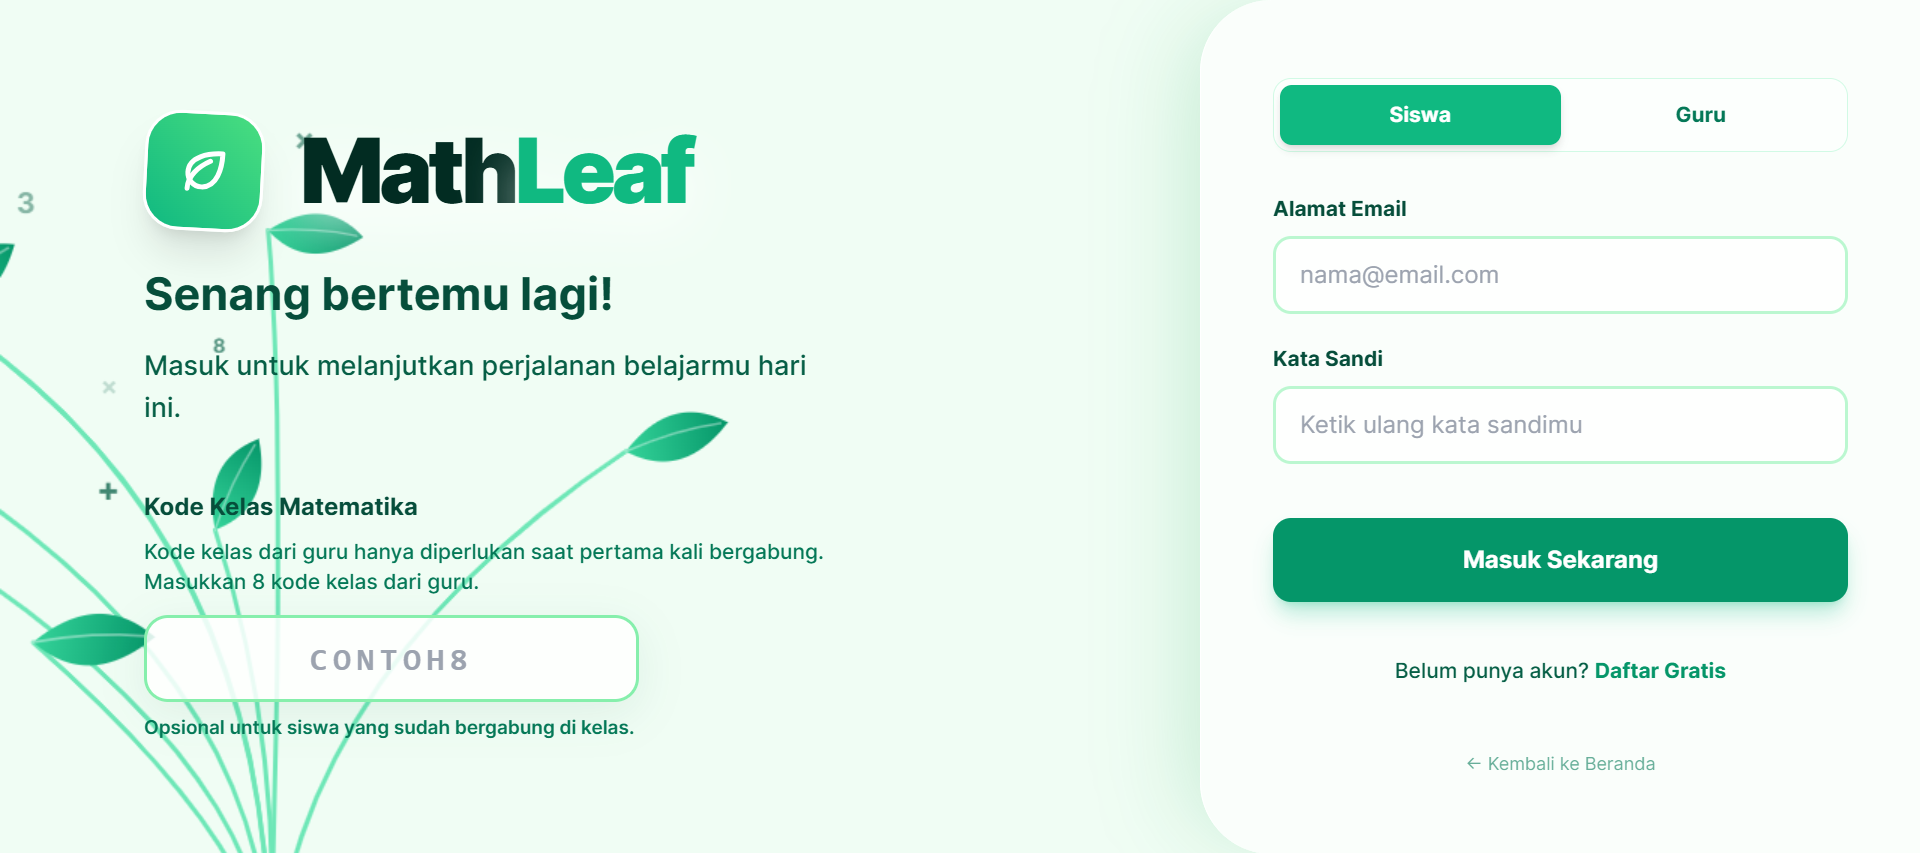 MathLeaf
3
Senang bertemu lagi!
8
Masuk untuk melanjutkan perjalanan belajarmu hari
ini.
×
+
Kode Kelas Matematika
Kode kelas dari guru hanya diperlukan saat pertama kali bergabung.
Masukkan 8 kode kelas dari guru.
CONTOH8
Opsional untuk siswa yang sudah bergabung di kelas.
Siswa
Guru
Alamat Email
nama@email.com
Kata Sandi
Ketik ulang kata sandimu
Masuk Sekarang
Belum punya akun? Daftar Gratis
← Kembali ke Beranda